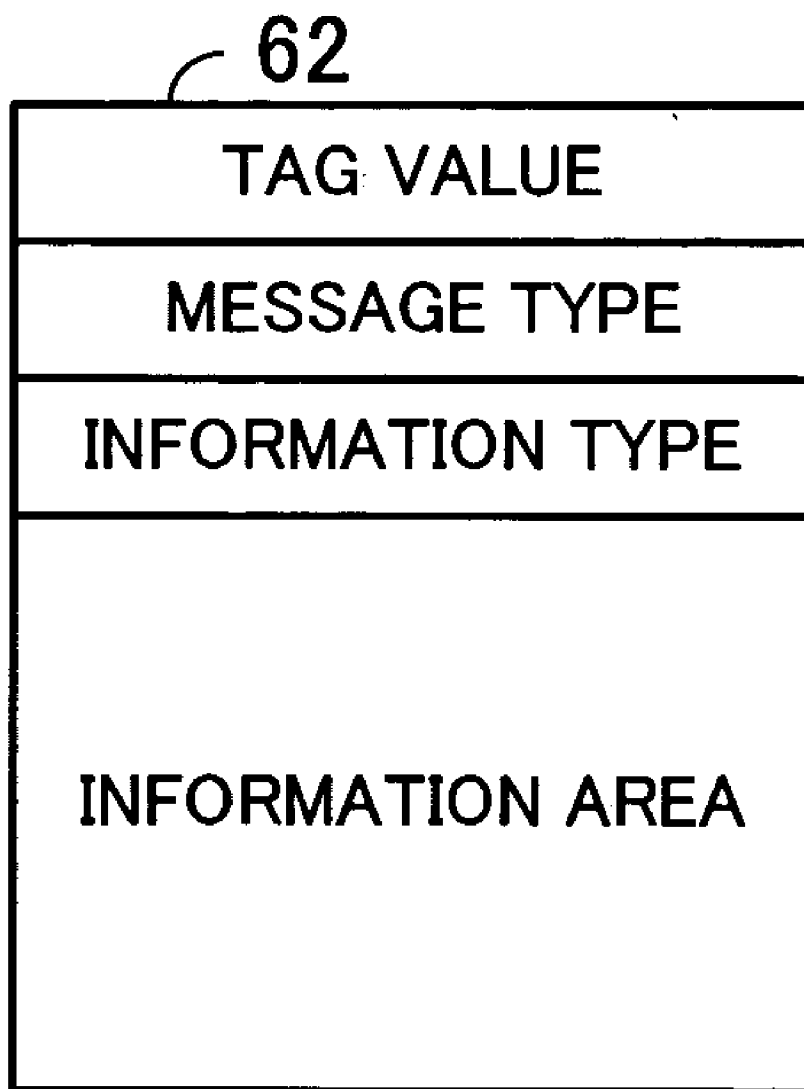 62
TAG VALUE
MESSAGE TYPE
INFORMATION TYPE
INFORMATION AREA